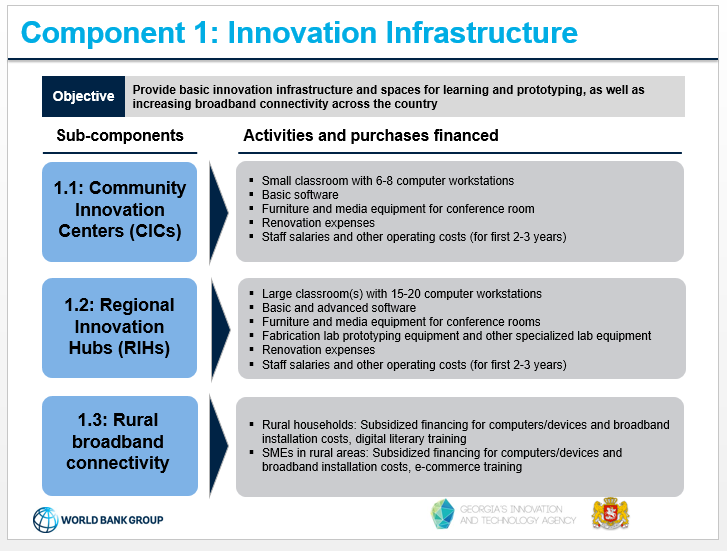 Component 1: Innovation Infrastructure
Objective
Provide basic innovation infrastructure and spaces for learning and prototyping, as well as
increasing broadband connectivity across the country
Sub-components
Activities and purchases financed
1.1: Community
Innovation
Centers (CICs)
▪ Small classroom with 6-8 computer workstations
▪ Basic software
▪ Furniture and media equipment for conference room
▪ Renovation expenses
▪ Staff salaries and other operating costs (for first 2-3 years)
1.2: Regional
Innovation
Hubs (RIHs)
▪ Large classroom(s) with 15-20 computer workstations
▪ Basic and advanced software
▪ Furniture and media equipment for conference rooms
▪ Fabrication lab prototyping equipment and other specialized lab equipment
▪ Renovation expenses
▪ Staff salaries and other operating costs (for first 2-3 years)
1.3: Rural
broadband
connectivity
▪ Rural households: Subsidized financing for computers/devices and broadband
installation costs, digital literary training
▪ SMEs in rural areas: Subsidized financing for computers/devices and
broadband installation costs, e-commerce training
WORLD BANK GROUP
GEORGIA'S INNOVATION
AND TECHNOLOGY AGENCY